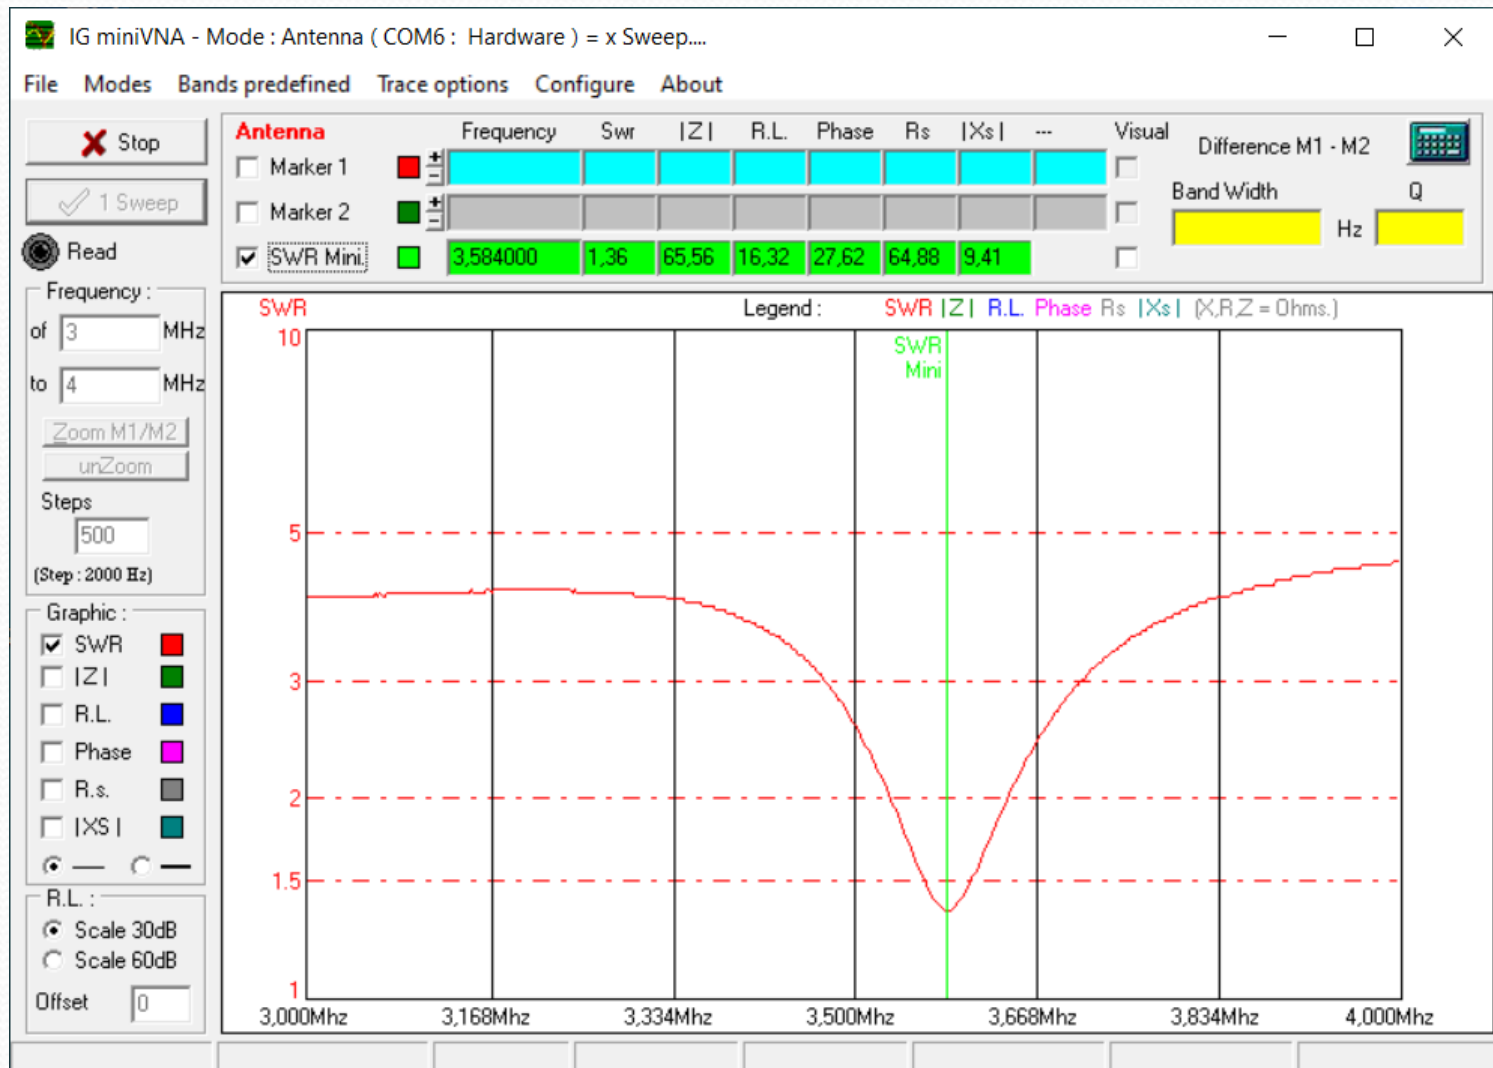 IG miniVNA - Mode : Antenna ( COM6 :  Hardware ) = x Sweep....
File Modes Bands predefined Trace options Configure About
Stop
1 Sweep
Read
Antenna Frequency Swr |Z| R.L. Phase Rs |Xs| --- Visual
Marker 1 + -
Marker 2 + -
SWR Mini. 3,584000 1,36 65,56 16,32 27,62 64,88 9,41
Difference M1 - M2
Band Width Q
Hz
Frequency :
of 3 MHz
to 4 MHz
Zoom M1/M2
unZoom
Steps
500
(Step : 2000 Hz)
Graphic :
SWR
|Z|
R.L.
Phase
R.s.
|XS|
R.L. :
Scale 30dB
Scale 60dB
Offset 0
SWR Legend : SWR |Z| R.L. Phase Rs |Xs| (X,R,Z = Ohms.)
10
SWR
Mini
5
3
2
1.5
1
3,000Mhz 3,168Mhz 3,334Mhz 3,500Mhz 3,668Mhz 3,834Mhz 4,000Mhz